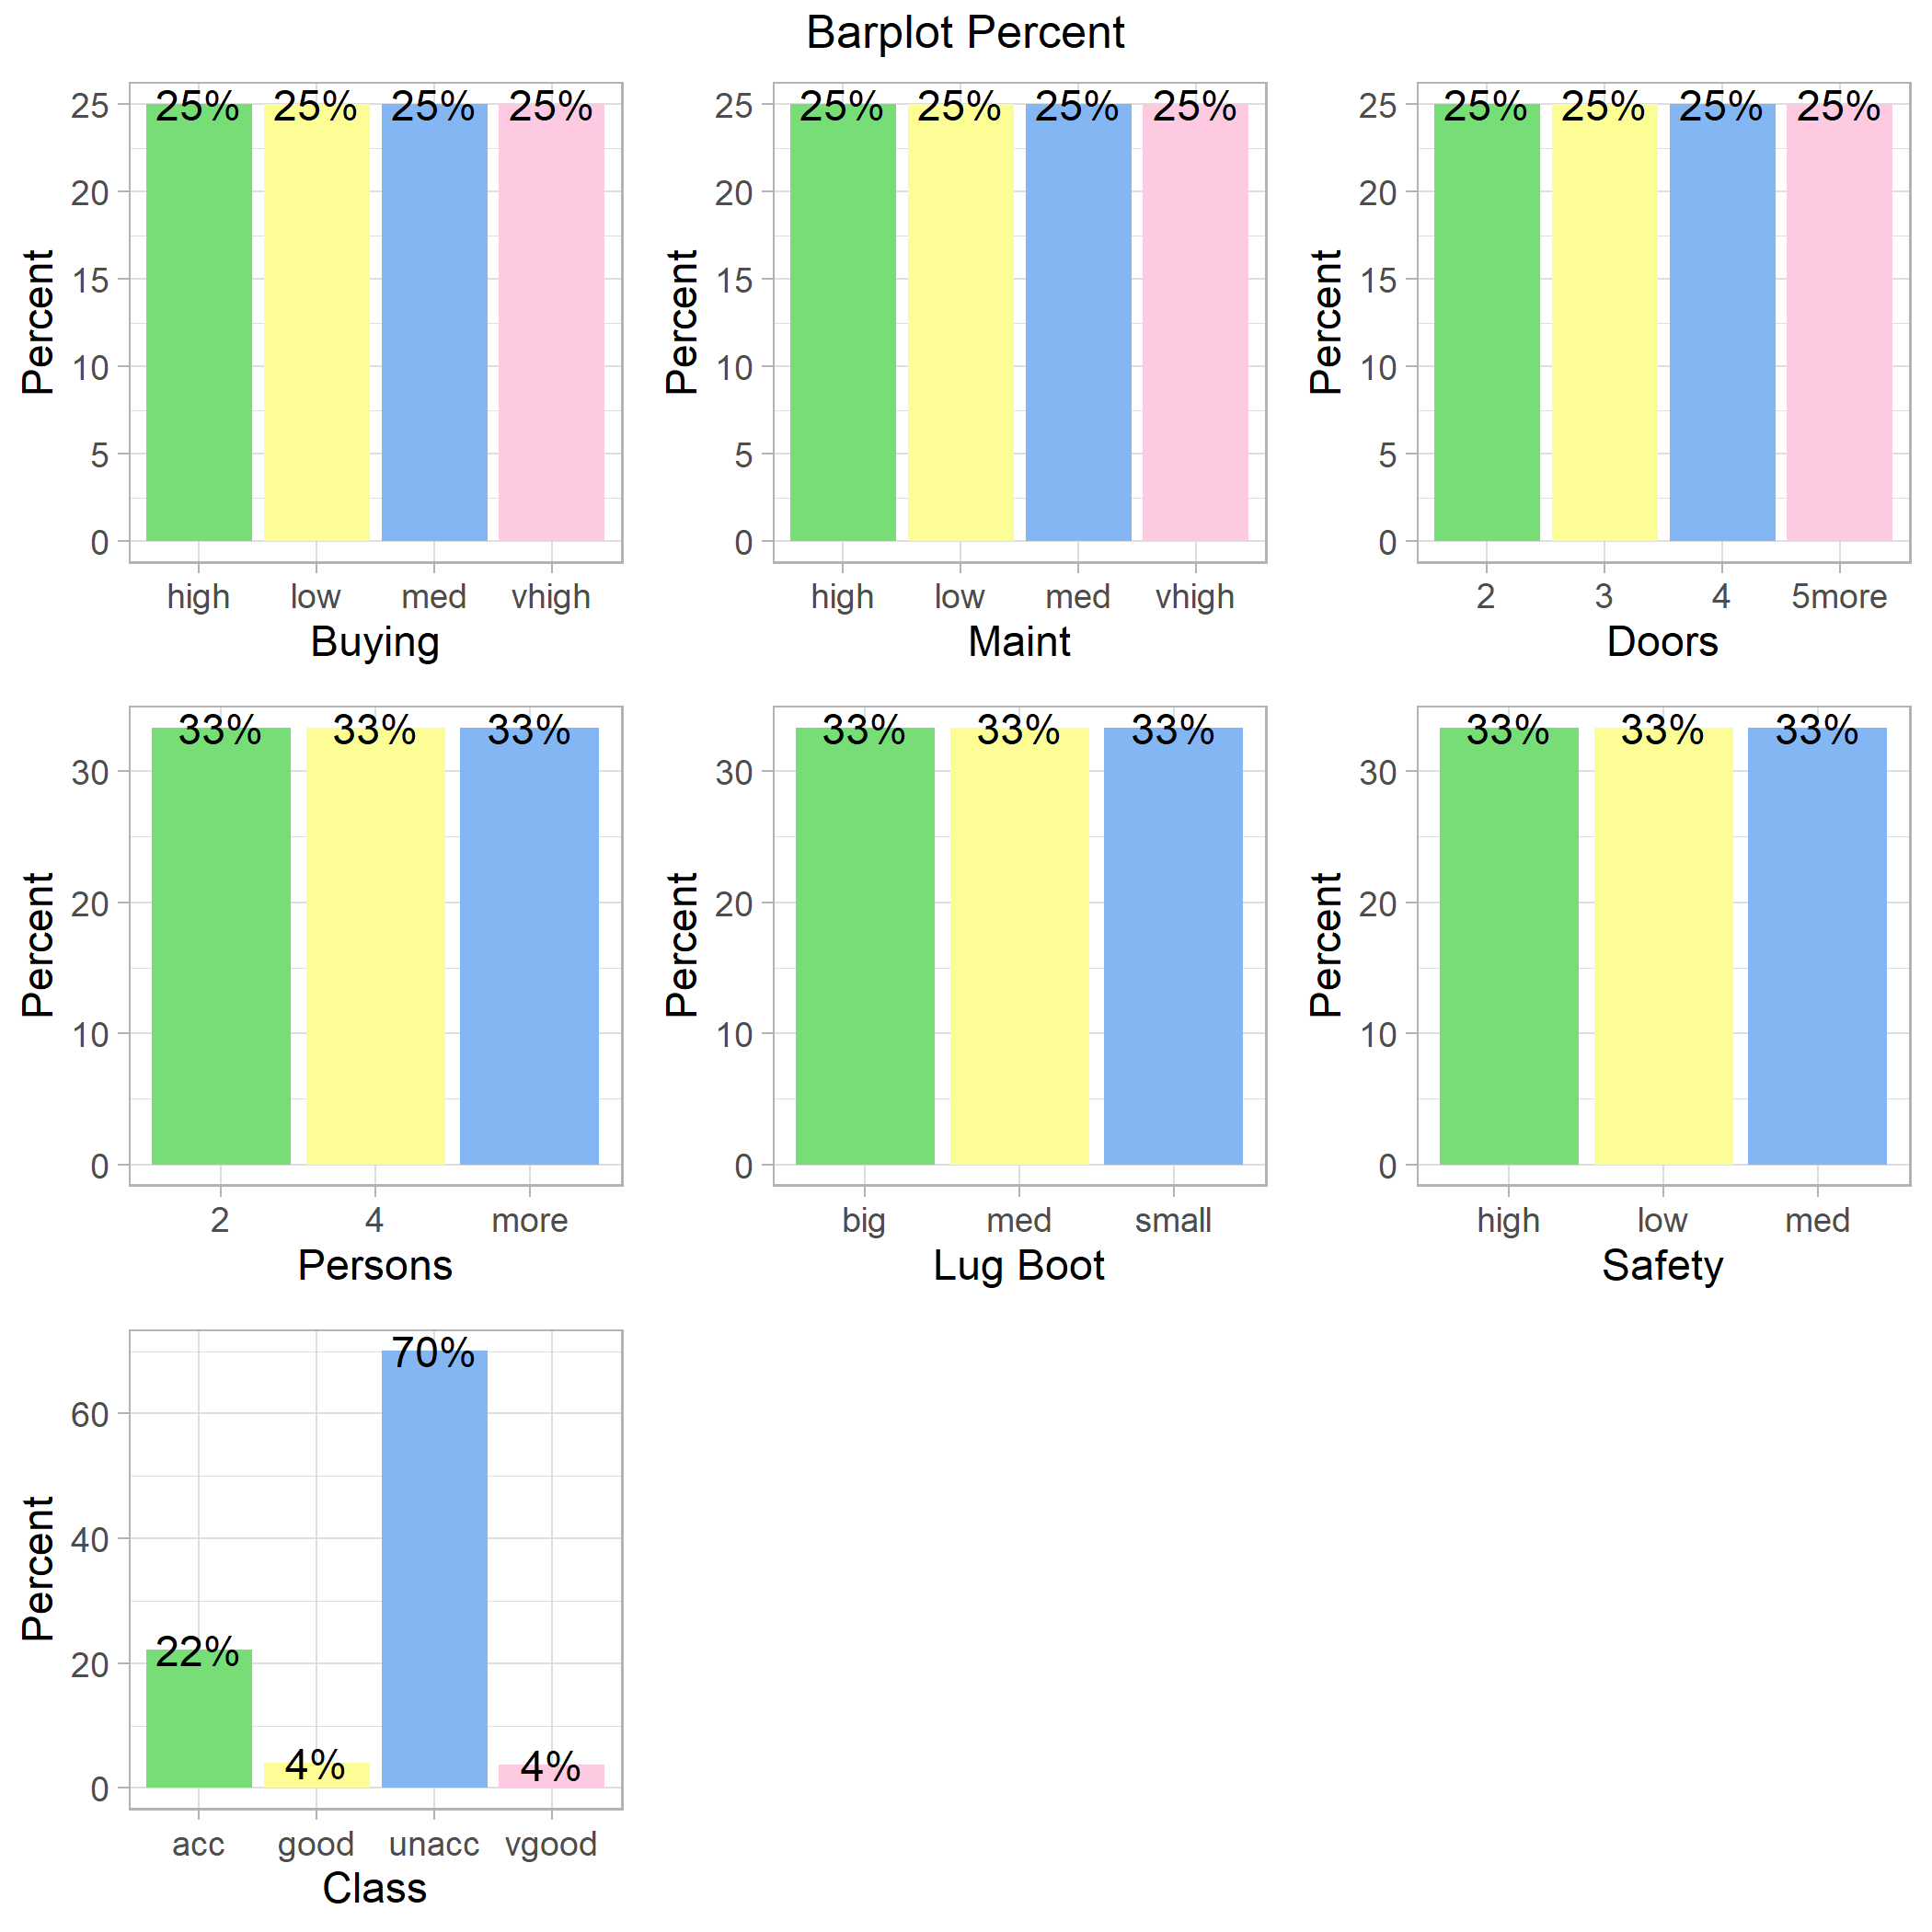 Barplot Percent
25% 25% 25% 25%
25
20
15
10
5
0
Percent
high low med vhigh
Buying
25% 25% 25% 25%
25
20
15
10
5
0
Percent
high low med vhigh
Maint
25% 25% 25% 25%
25
20
15
10
5
0
Percent
2 3 4 5more
Doors
33% 33% 33%
30
20
10
0
Percent
2 4 more
Persons
33% 33% 33%
30
20
10
0
Percent
big med small
Lug Boot
33% 33% 33%
30
20
10
0
Percent
high low med
Safety
70%
60
40
20
0
Percent
22%
4%
4%
acc good unacc vgood
Class